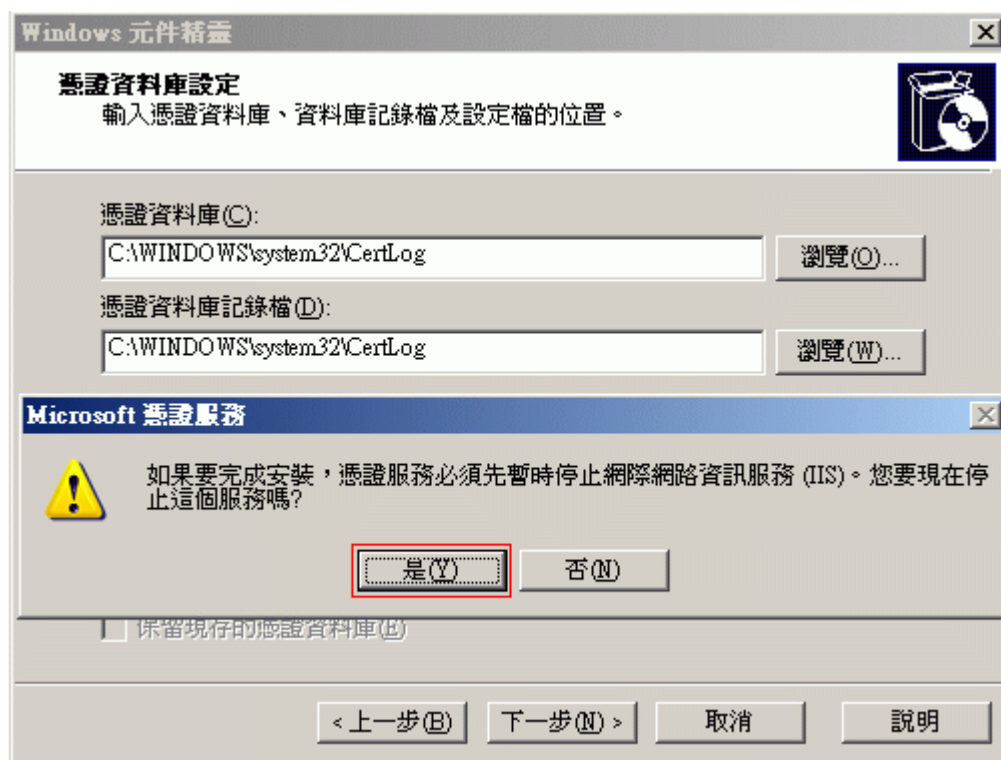 Windows 元件精靈
憑證資料庫設定
輸入憑證資料庫、資料庫記錄檔及設定檔的位置。
憑證資料庫(C):
C:\WINDOWS\system32\CertLog
瀏覽(O)...
憑證資料庫記錄檔(D):
C:\WINDOWS\system32\CertLog
瀏覽(W)...
Microsoft 憑證服務
如果要完成安裝，憑證服務必須先暫時停止網際網路資訊服務 (IIS)。您要現在停
止這個服務嗎?
是(Y)
否(N)
保留現存的憑證資料庫(E)
<上一步(B)
下一步(N) >
取消
說明